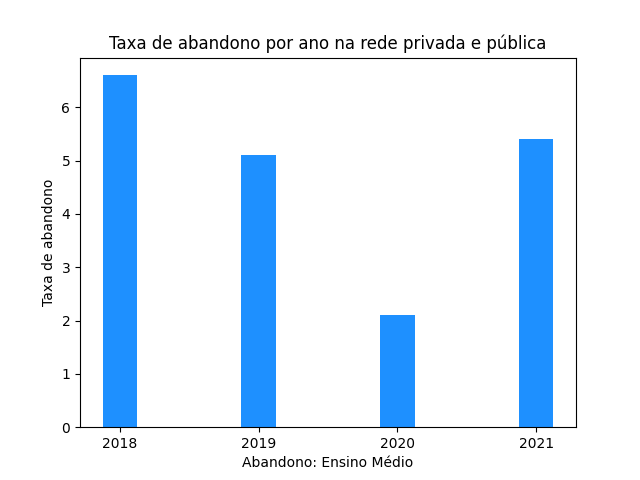 Taxa de abandono por ano na rede privada e pública
6
5
4
3
2
1
0
Taxa de abandono
2018 2019 2020 2021
Abandono: Ensino Médio